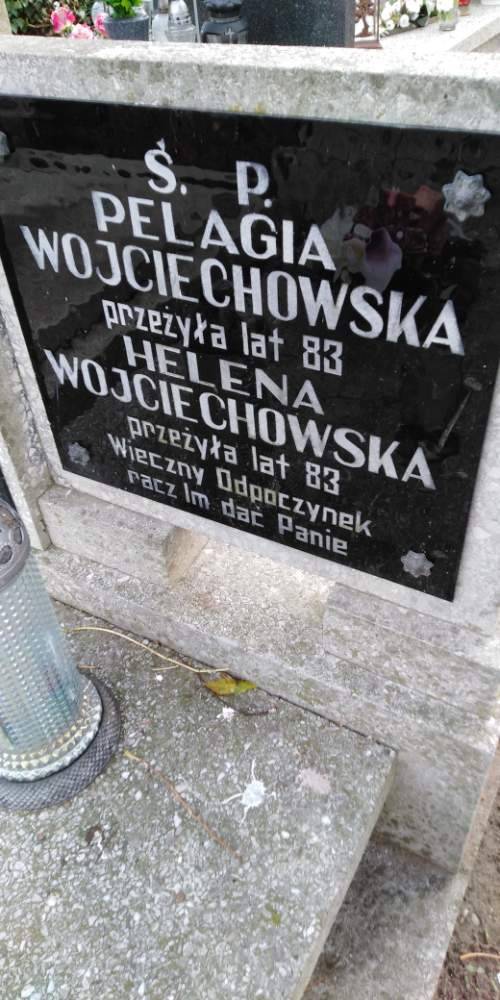 Ś. P.
PELAGIA
WOJCIECHOWSKA
przeżyła lat 83
HELENA
WOJCIECHOWSKA
przeżyła lat 83
Wieczny Odpoczynek
racz Im dać Panie